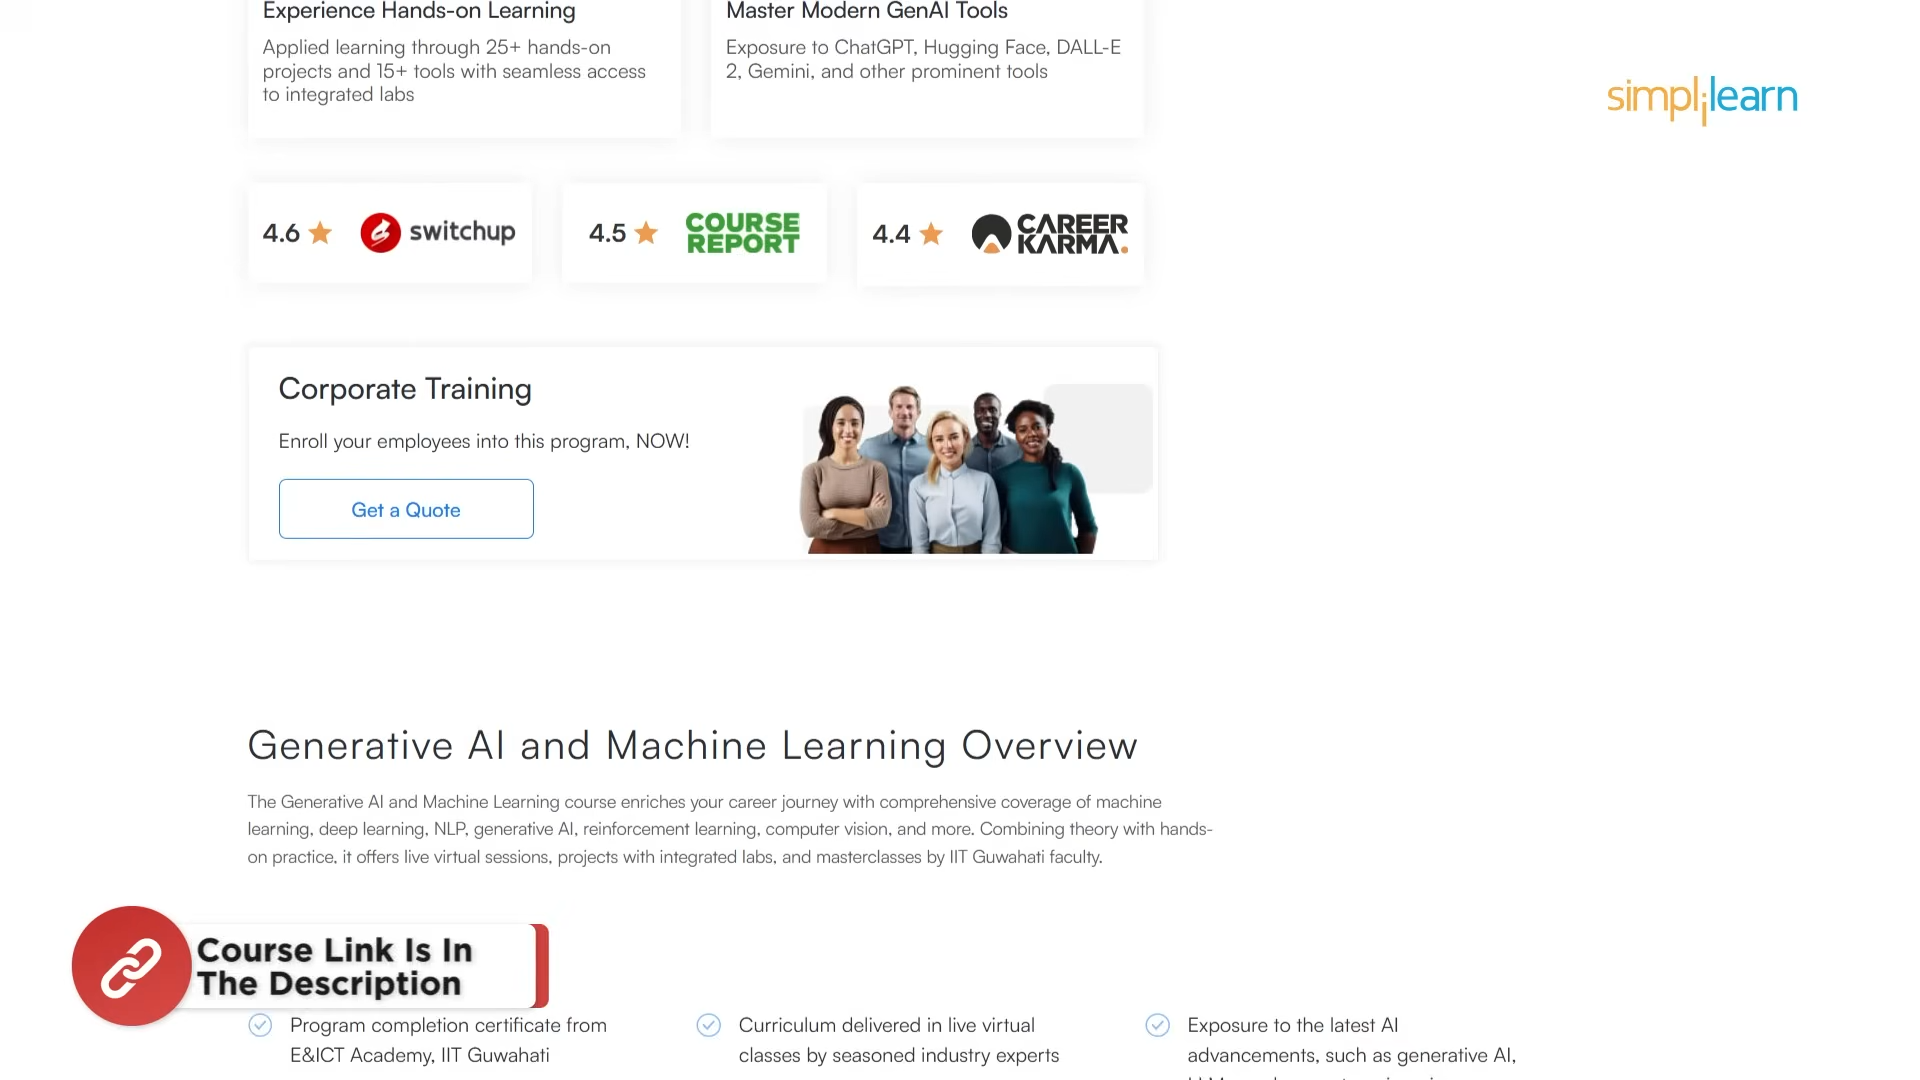 Experience Hands-on Learning
Master Modern GenAI Tools
Applied learning through 25+ hands-on
projects and 15+ tools with seamless access
to integrated labs
Exposure to ChatGPT, Hugging Face, DALL-E
2, Gemini, and other prominent tools
simplilearn
4.6
switchup
4.5
COURSE
REPORT
4.4
CAREER
KARMA.
Corporate Training
Enroll your employees into this program, NOW!
Get a Quote
Generative AI and Machine Learning Overview
The Generative AI and Machine Learning course enriches your career journey with comprehensive coverage of machine
learning, deep learning, NLP, generative AI, reinforcement learning, computer vision, and more. Combining theory with hands-
on practice, it offers live virtual sessions, projects with integrated labs, and masterclasses by IIT Guwahati faculty.
Course Link Is In
The Description
Program completion certificate from
E&ICT Academy, IIT Guwahati
Curriculum delivered in live virtual
classes by seasoned industry experts
Exposure to the latest AI
advancements, such as generative AI,